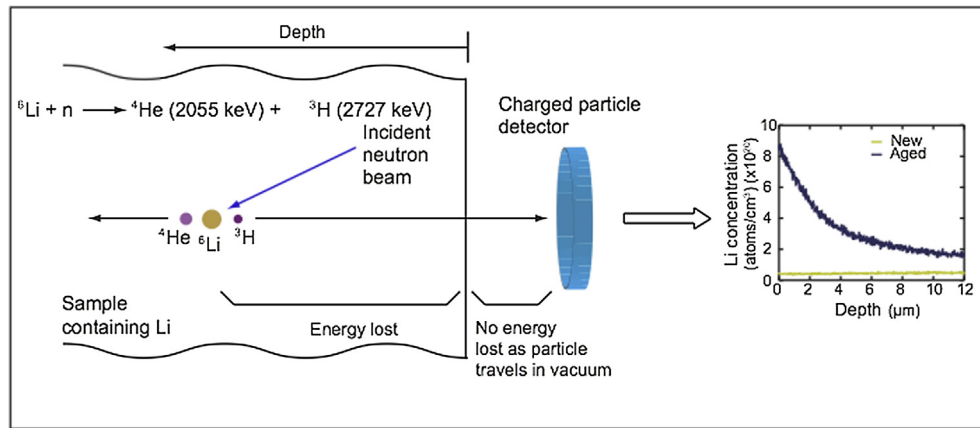 Depth
⁶Li + n ⟶ ⁴He (2055 keV) + ³H (2727 keV)
Incident
neutron
beam
⁴He
⁶Li
³H
Sample
containing Li
Energy lost
No energy
lost as particle
travels in vacuum
Charged particle
detector
Li concentration
(atoms/cm³) (x10²⁰)
10
8
6
4
2
0
New
Aged
0 2 4 6 8 10 12
Depth (µm)